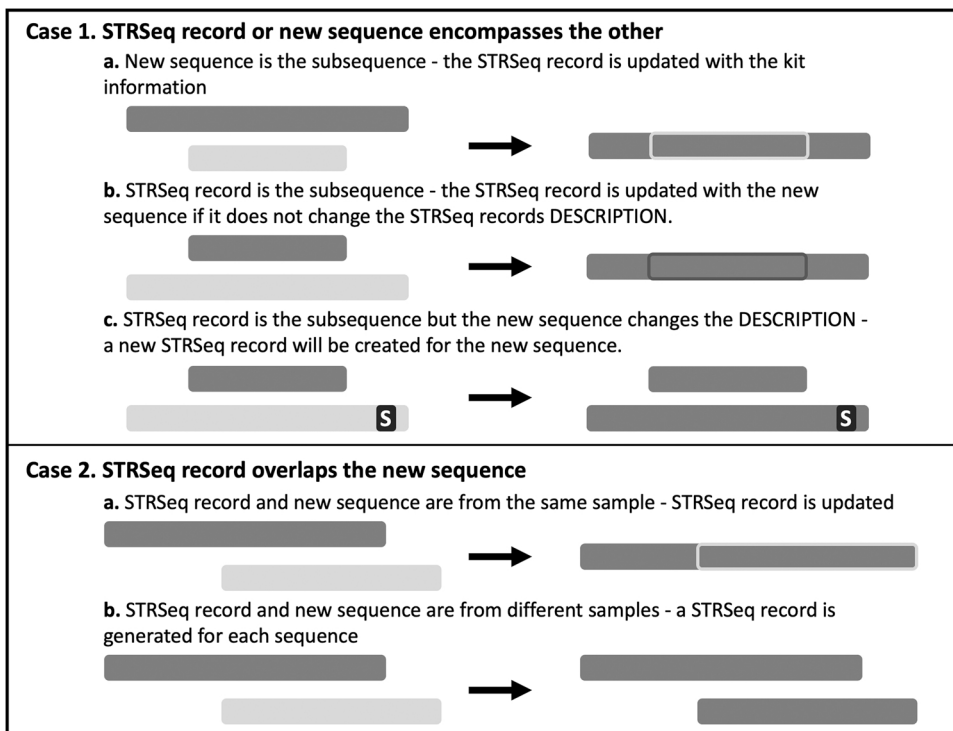 Case 1. STRSeq record or new sequence encompasses the other
a. New sequence is the subsequence - the STRSeq record is updated with the kit
information
b. STRSeq record is the subsequence - the STRSeq record is updated with the new
sequence if it does not change the STRSeq records DESCRIPTION.
c. STRSeq record is the subsequence but the new sequence changes the DESCRIPTION -
a new STRSeq record will be created for the new sequence.
S
S
Case 2. STRSeq record overlaps the new sequence
a. STRSeq record and new sequence are from the same sample - STRSeq record is updated
b. STRSeq record and new sequence are from different samples - a STRSeq record is
generated for each sequence